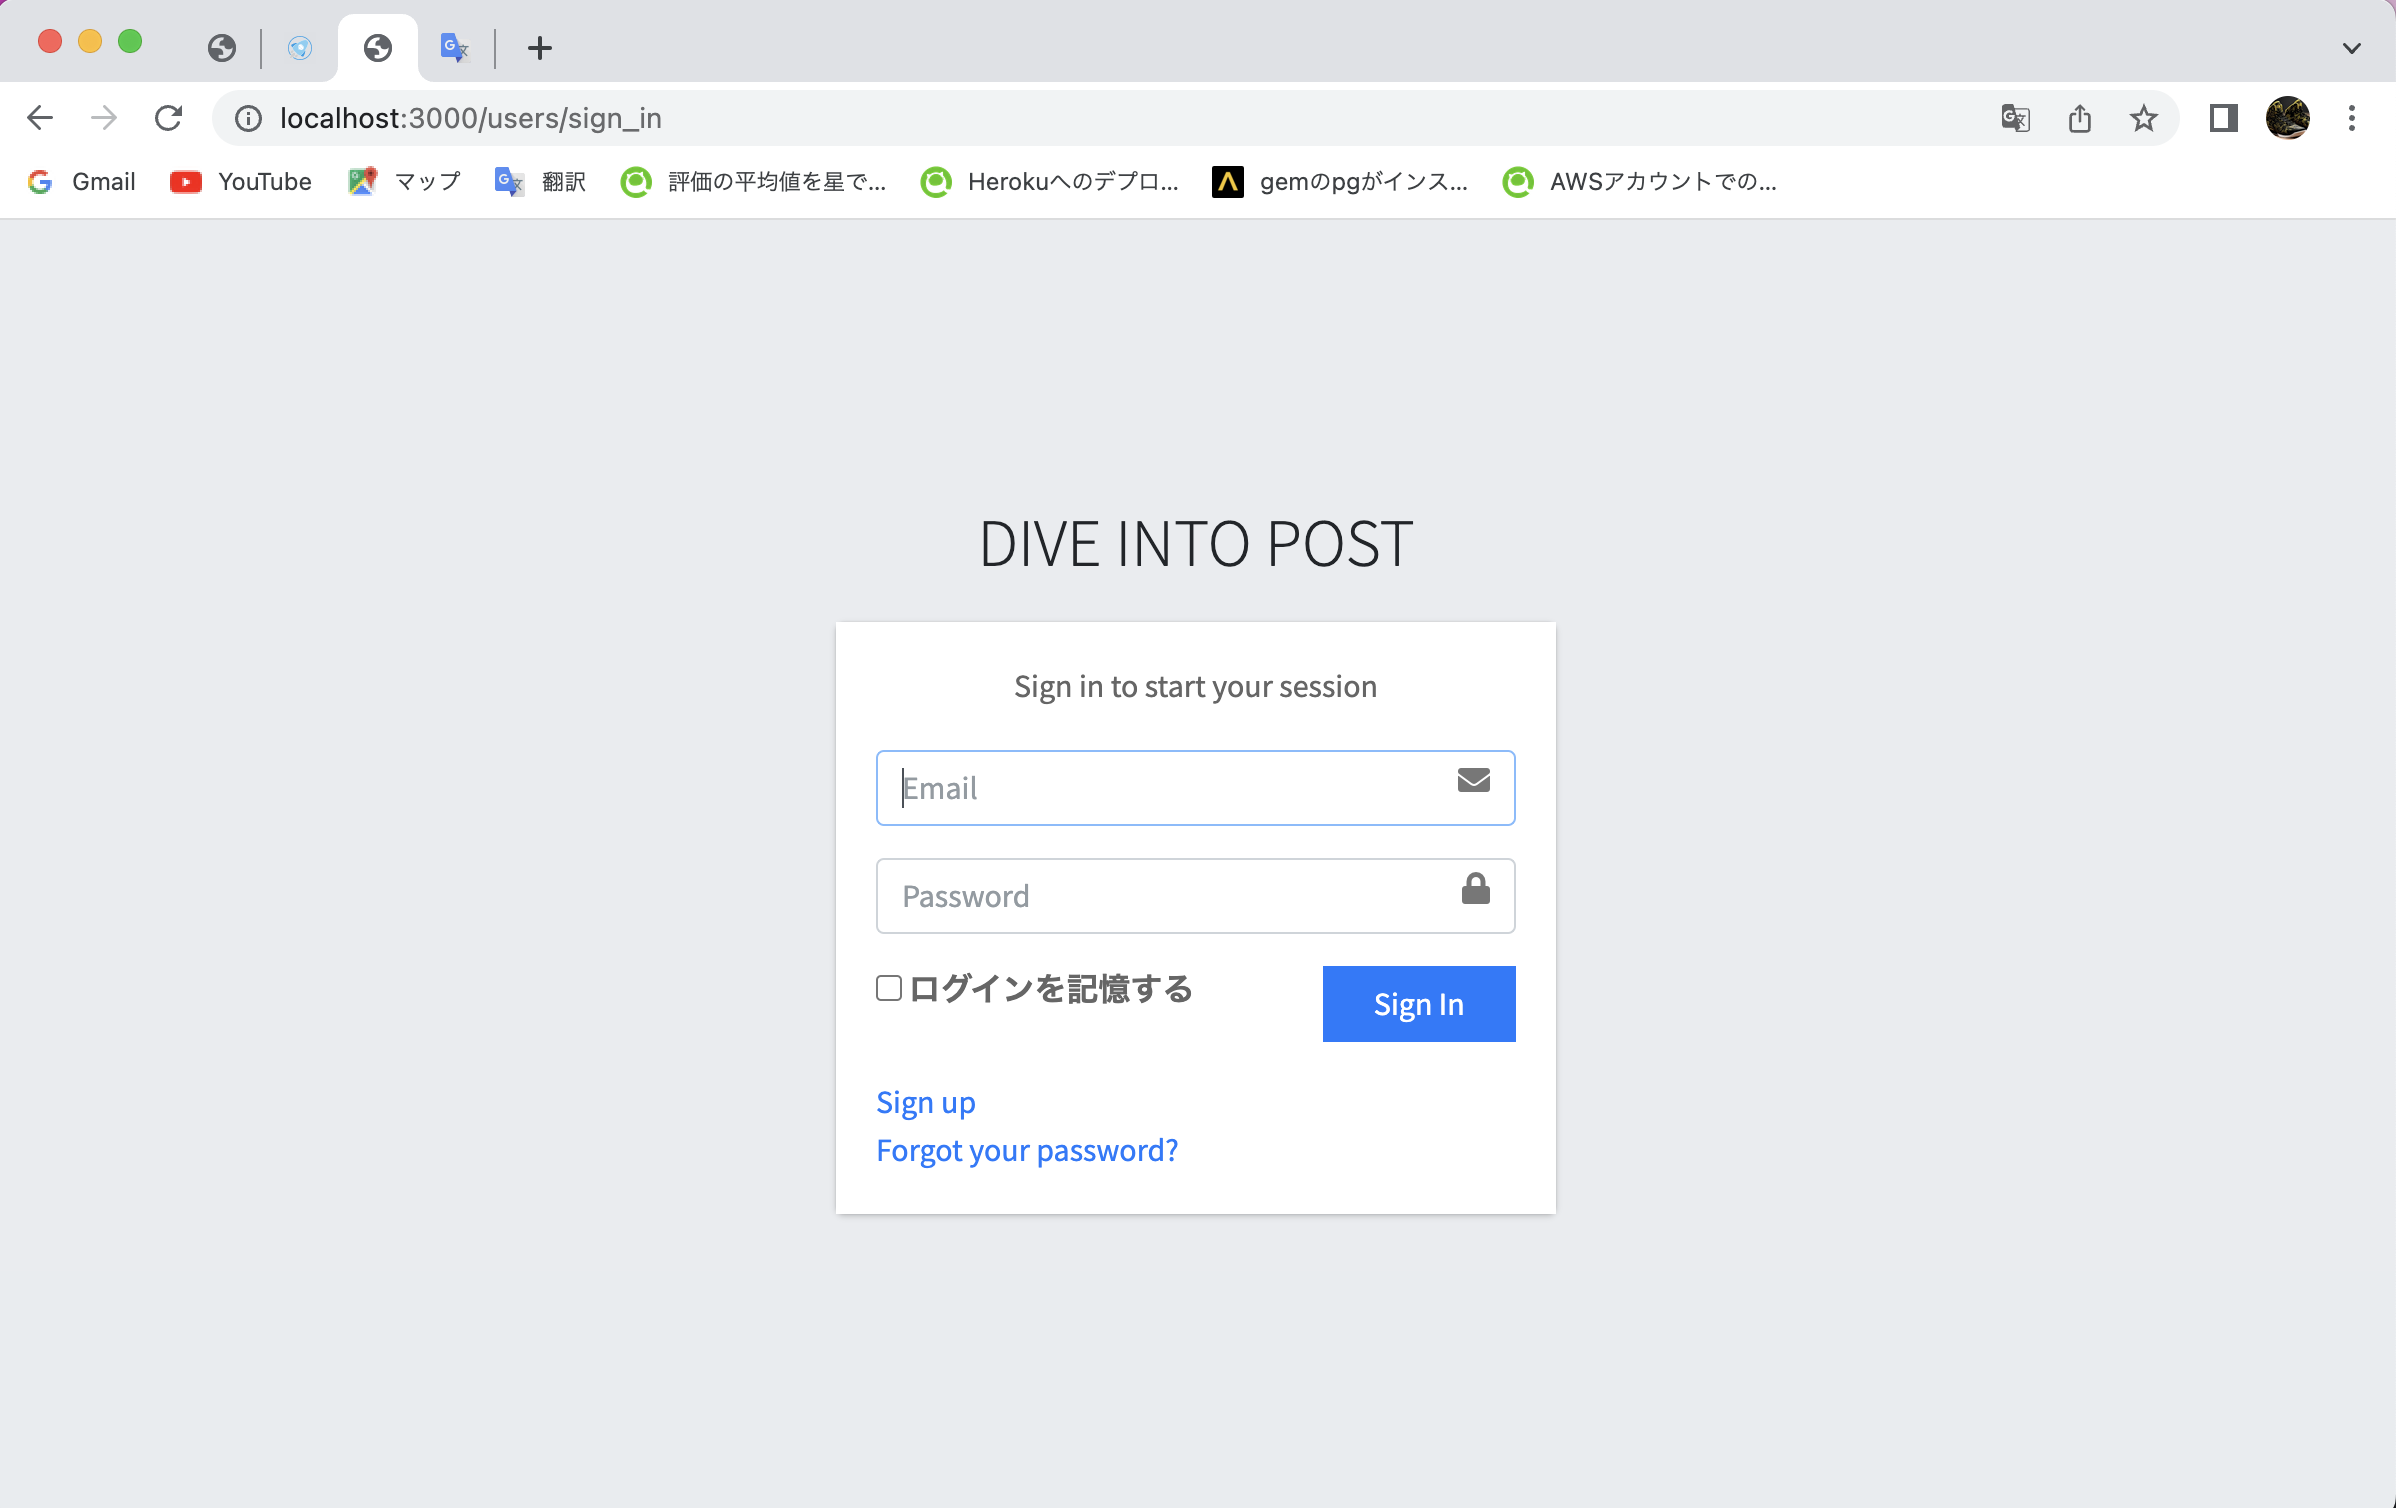 localhost:3000/users/sign_in
Gmail YouTube マップ 翻訳 評価の平均値を星で... Herokuへのデプロ... gemのpgがインス... AWSアカウントでの...
DIVE INTO POST
Sign in to start your session
Email
Password
ログインを記憶する Sign In
Sign up
Forgot your password?